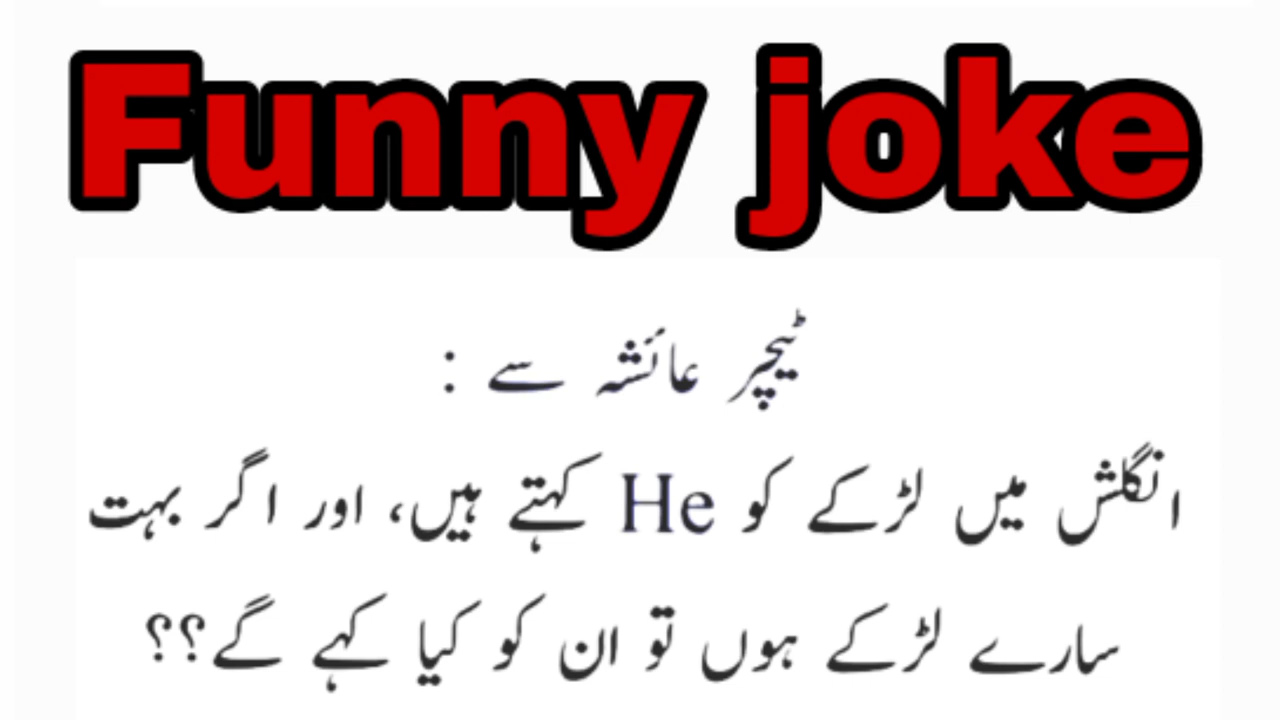 Funny joke
ٹیچر عائشہ سے :
انگلش میں لڑکے کو He کہتے ہیں، اور اگر بہت
سارے لڑکے ہوں تو ان کو کیا کہے گے؟؟